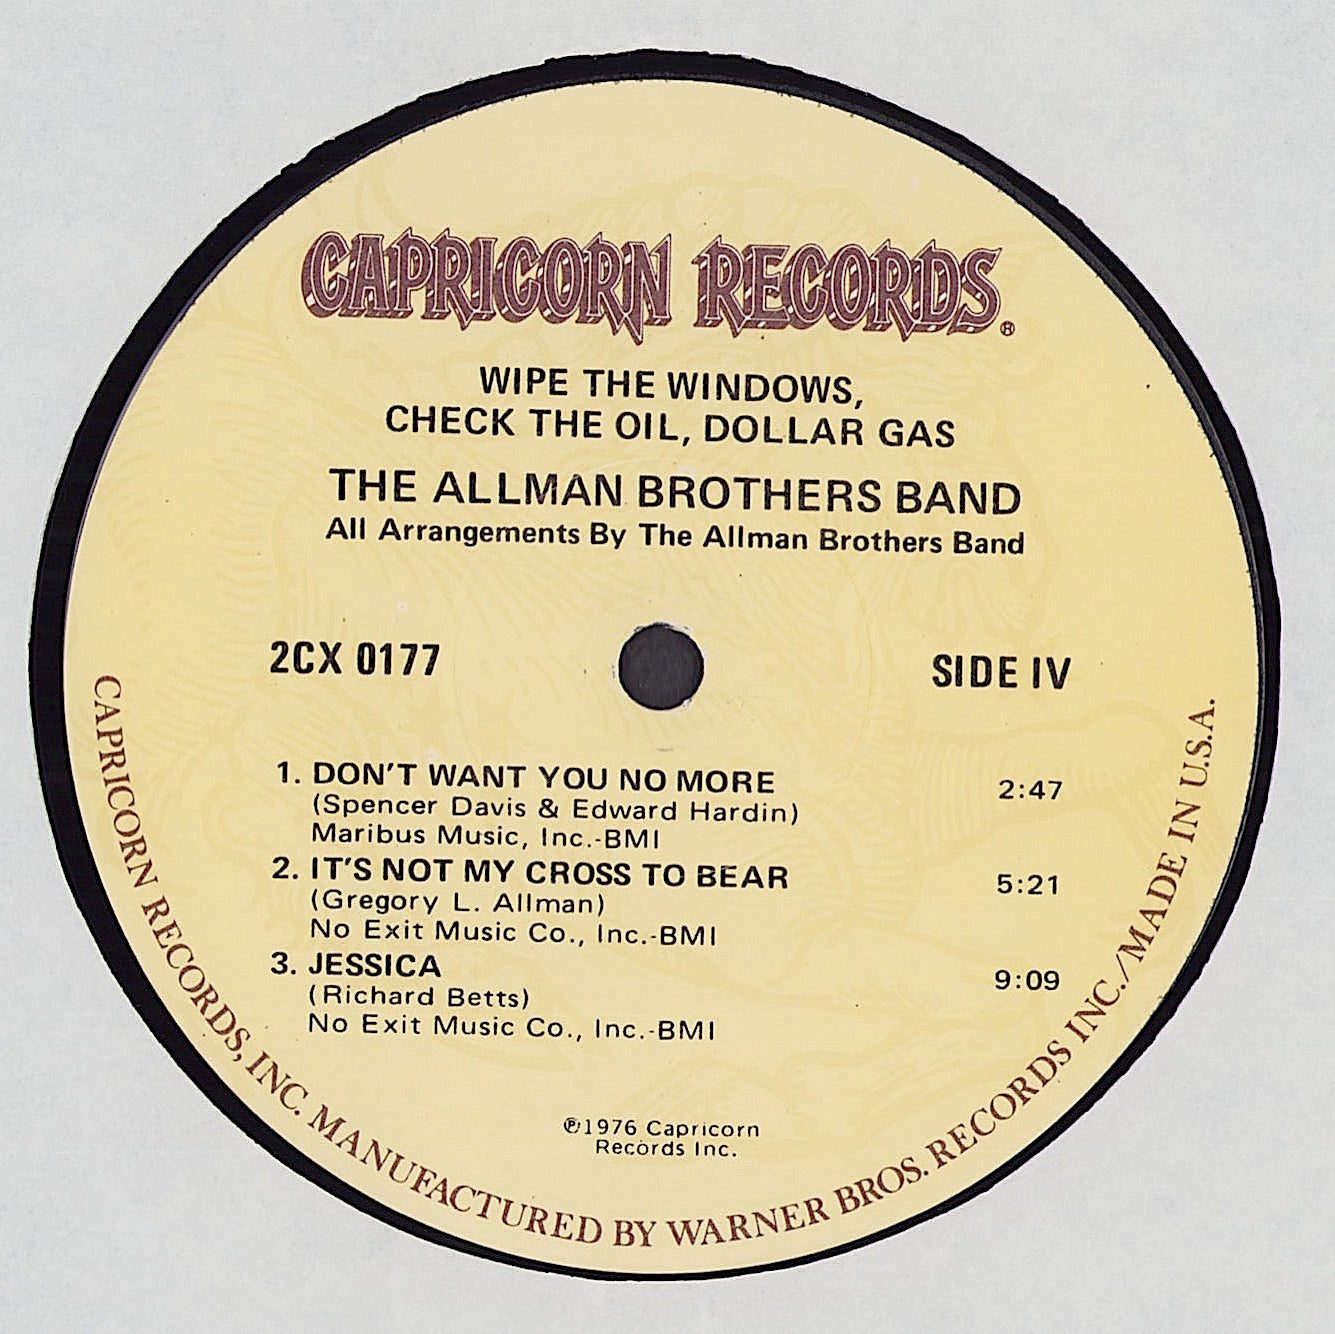 CAPRICORN RECORDS®
WIPE THE WINDOWS,
CHECK THE OIL, DOLLAR GAS
THE ALLMAN BROTHERS BAND
All Arrangements By The Allman Brothers Band
2CX 0177
SIDE IV
1. DON'T WANT YOU NO MORE 2:47
(Spencer Davis & Edward Hardin)
Maribus Music, Inc.-BMI
2. IT'S NOT MY CROSS TO BEAR 5:21
(Gregory L. Allman)
No Exit Music Co., Inc.-BMI
3. JESSICA 9:09
(Richard Betts)
No Exit Music Co., Inc.-BMI
℗1976 Capricorn
Records Inc.
CAPRICORN RECORDS, INC. MANUFACTURED BY WARNER BROS. RECORDS INC./MADE IN U.S.A.